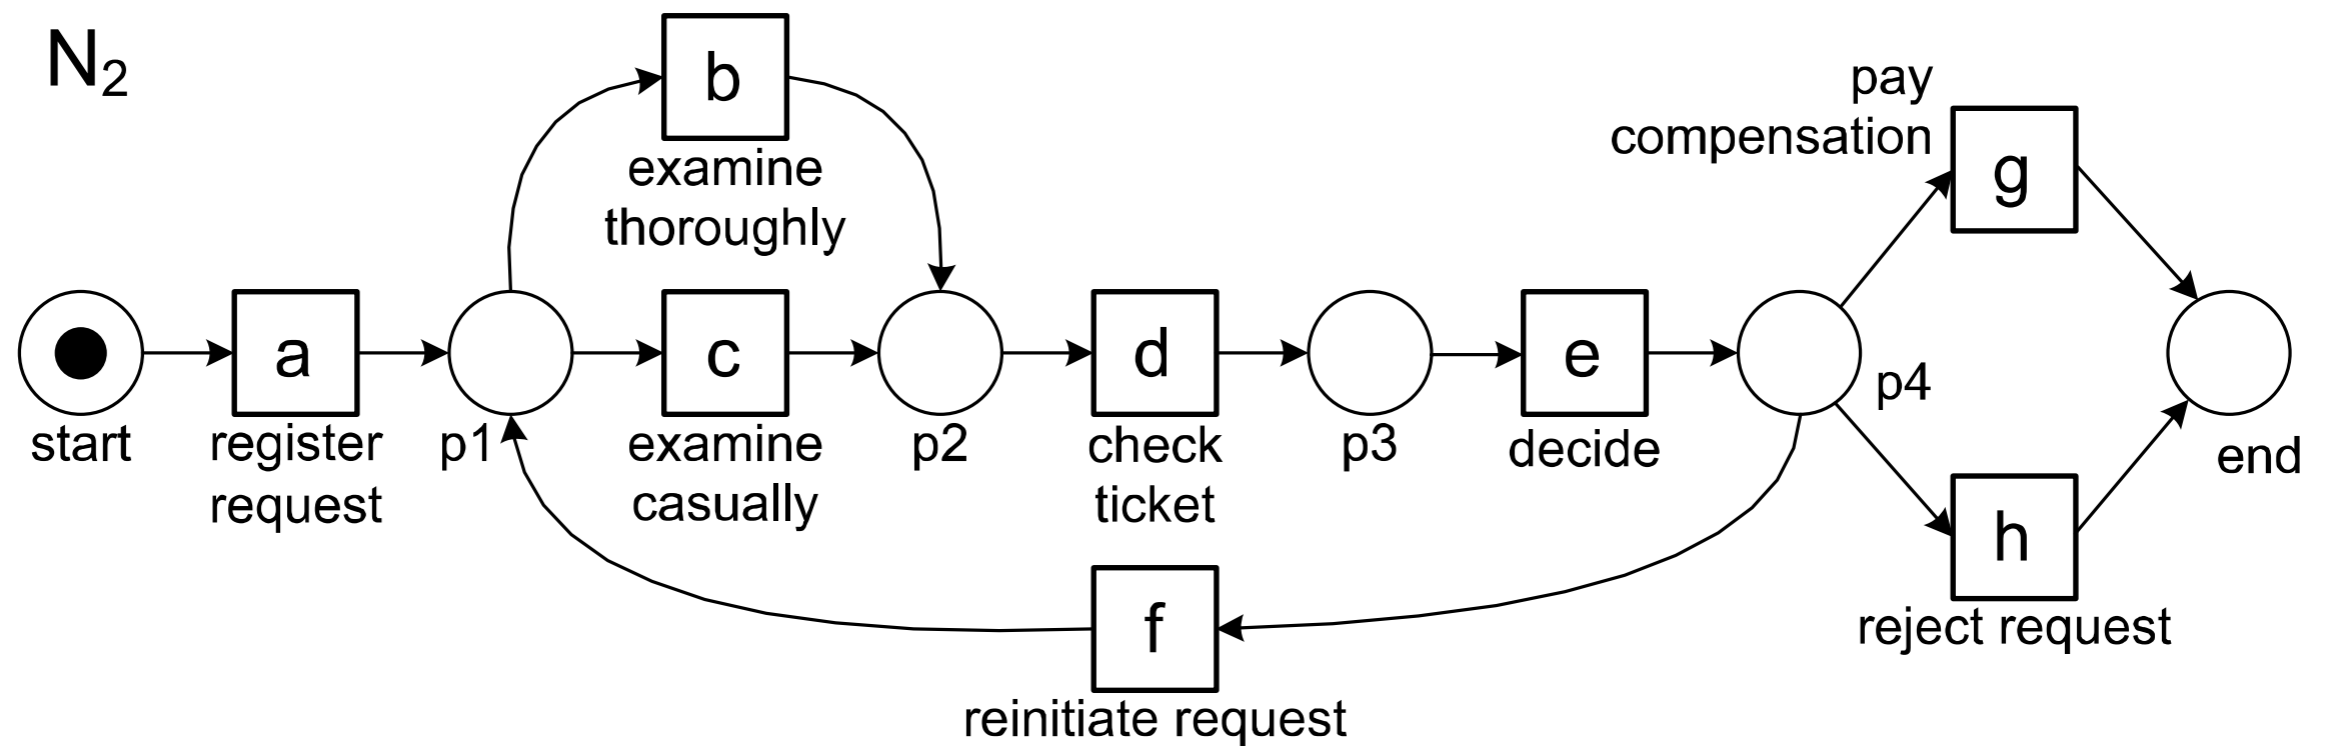 N₂
b
examine
thoroughly
pay
compensation
g
start
a
register
request
p1
c
examine
casually
p2
d
check
ticket
p3
e
decide
p4
end
h
reject request
f
reinitiate request